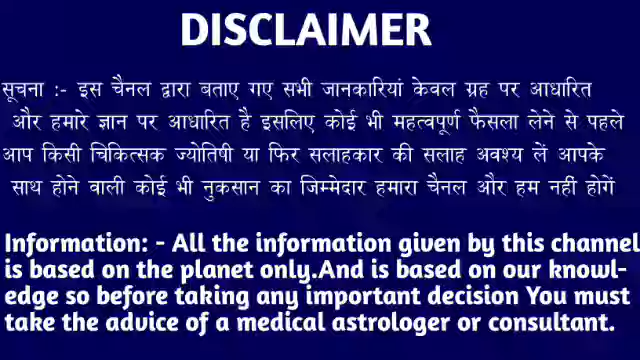 DISCLAIMER
सूचना :- इस चैनल द्वारा बताए गए सभी जानकारियां केवल ग्रह पर आधारित
और हमारे ज्ञान पर आधारित है इसलिए कोई भी महत्वपूर्ण फैसला लेने से पहले
आप किसी चिकित्सक ज्योतिषी या फिर सलाहकार की सलाह अवश्य लें आपके
साथ होने वाली कोई भी नुकसान का जिम्मेदार हमारा चैनल और हम नहीं होगें
Information: - All the information given by this channel
is based on the planet only.And is based on our knowl-
edge so before taking any important decision You must
take the advice of a medical astrologer or consultant.